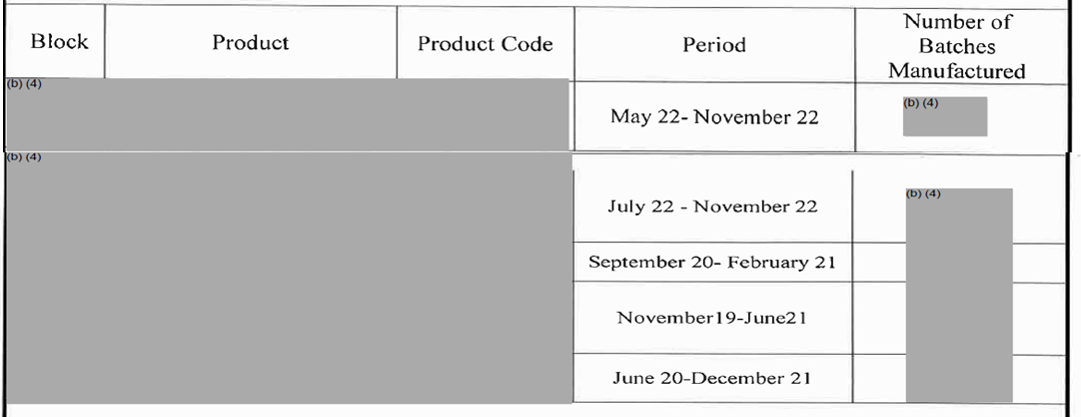 Block Product Product Code Period Number of
Batches
Manufactured
(b) (4)
May 22- November 22 (b) (4)
(b) (4)
July 22 - November 22 (b) (4)
September 20- February 21
November19-June21
June 20-December 21